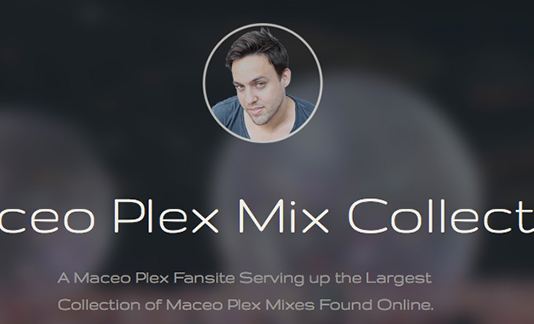 ceo Plex Mix Collect
A Maceo Plex Fansite Serving up the Largest
Collection of Maceo Plex Mixes Found Online.